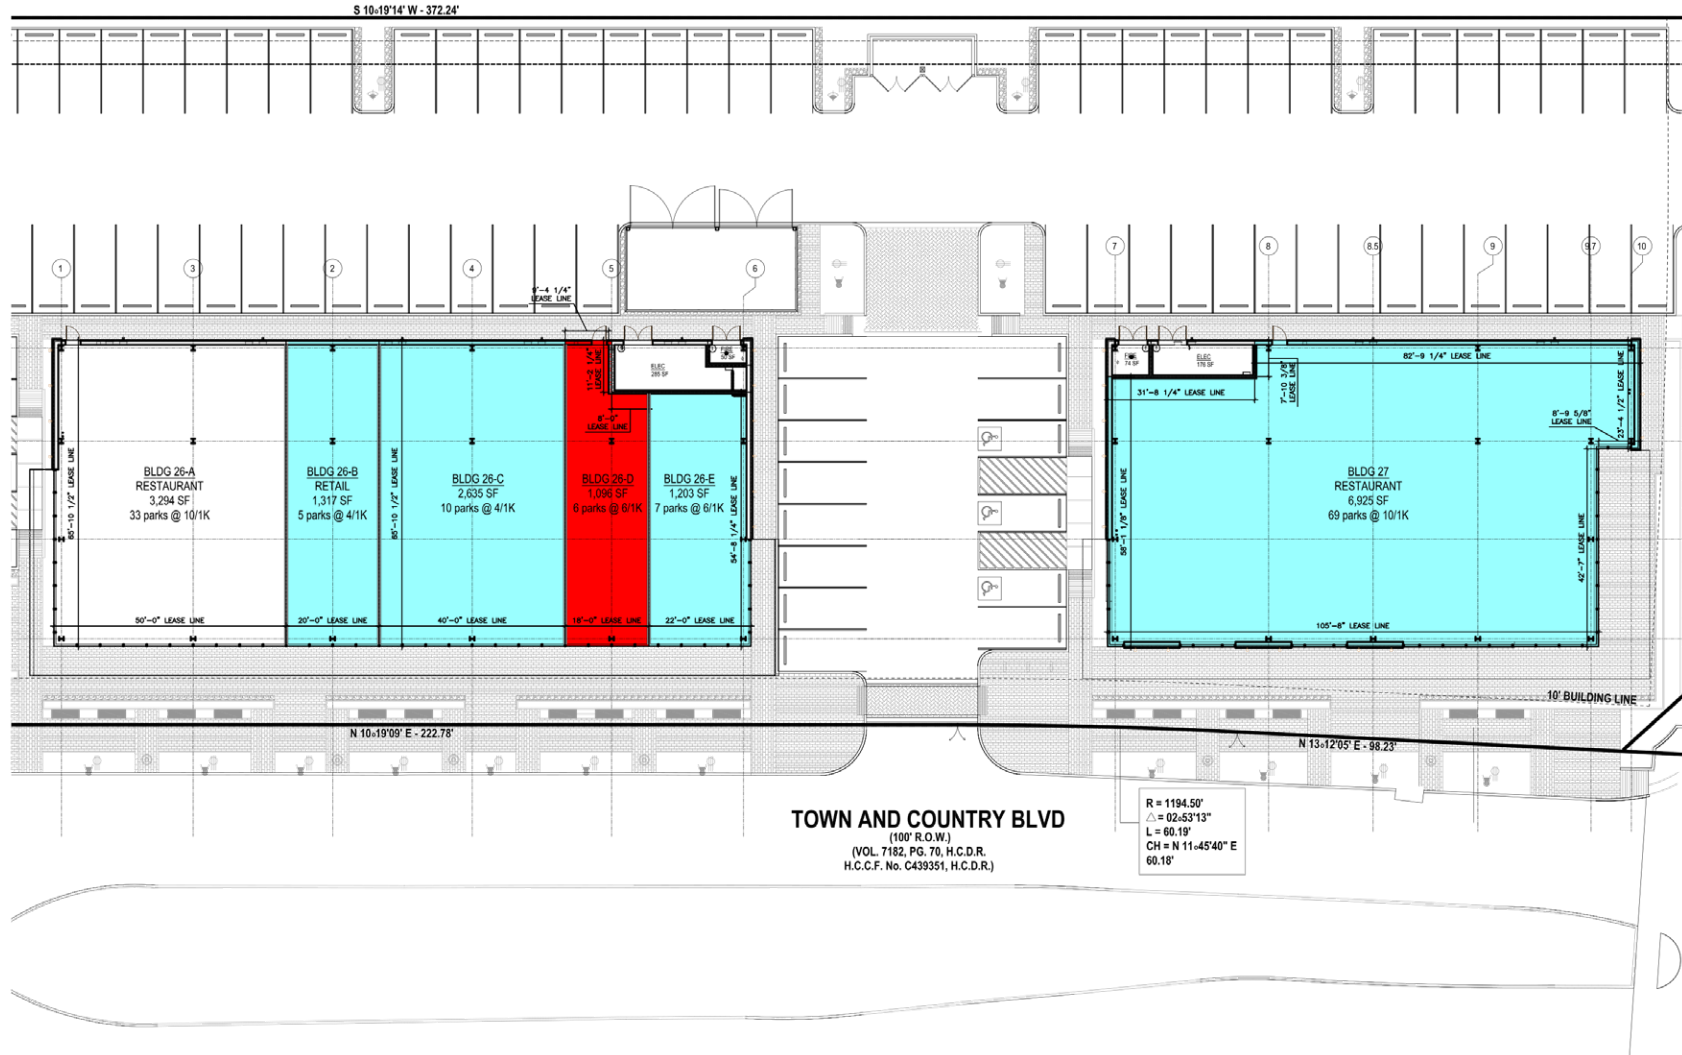 S 10°19'14' W - 372.24'
1
3
2
4
5
6
7
8
8.5
9
9.7
10
9'-4 1/4"
LEASE LINE
11'-2 1/4"
LEASE LINE
ELEC
285 SF
FIRE
74 SF
ELEC
178 SF
82'-9 1/4" LEASE LINE
31'-8 1/4" LEASE LINE
7'-10 3/8"
LEASE LINE
23'-4 1/2" LEASE LINE
8'-9 5/8"
LEASE LINE
8'-0"
LEASE LINE
65'-10 1/2" LEASE LINE
BLDG 26-A
RESTAURANT
3,294 SF
33 parks @ 10/1K
BLDG 26-B
RETAIL
1,317 SF
5 parks @ 4/1K
65'-10 1/2" LEASE LINE
BLDG 26-C
2,635 SF
10 parks @ 4/1K
BLDG 26-D
1,096 SF
6 parks @ 6/1K
BLDG 26-E
1,203 SF
7 parks @ 6/1K
54'-8 1/4" LEASE LINE
58'-1 1/8" LEASE LINE
BLDG 27
RESTAURANT
6,925 SF
69 parks @ 10/1K
42'-7" LEASE LINE
50'-0" LEASE LINE
20'-0" LEASE LINE
40'-0" LEASE LINE
18'-0" LEASE LINE
22'-0" LEASE LINE
105'-8" LEASE LINE
10' BUILDING LINE
N 10°19'09' E - 222.78'
N 13°12'05' E - 98.23'
TOWN AND COUNTRY BLVD
(100' R.O.W.)
(VOL. 7182, PG. 70, H.C.D.R.
H.C.C.F. No. C439351, H.C.D.R.)
R = 1194.50'
△ = 02°53'13"
L = 60.19'
CH = N 11°45'40" E
60.18'